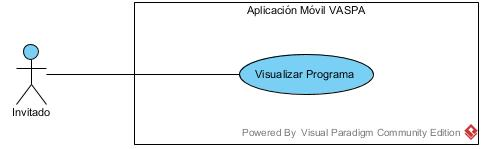 Aplicación Móvil VASPA
Visualizar Programa
Invitado
Powered By Visual Paradigm Community Edition